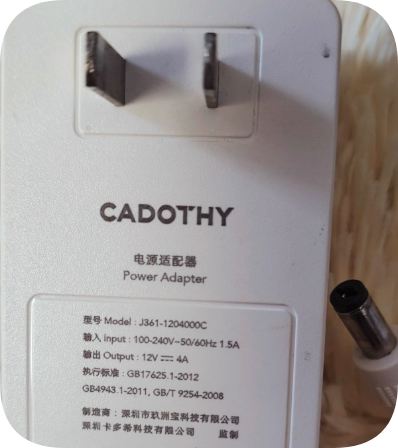 CADOTHY
电源适配器
Power Adapter
型号 Model : J361-1204000C
输入 Input : 100-240V~50/60Hz 1.5A
输出 Output : 12V⎓4A
执行标准 : GB17625.1-2012
GB4943.1-2011, GB/T 9254-2008
制造商 : 深圳市玖洲宝科技有限公司
深圳卡多希科技有限公司 监制